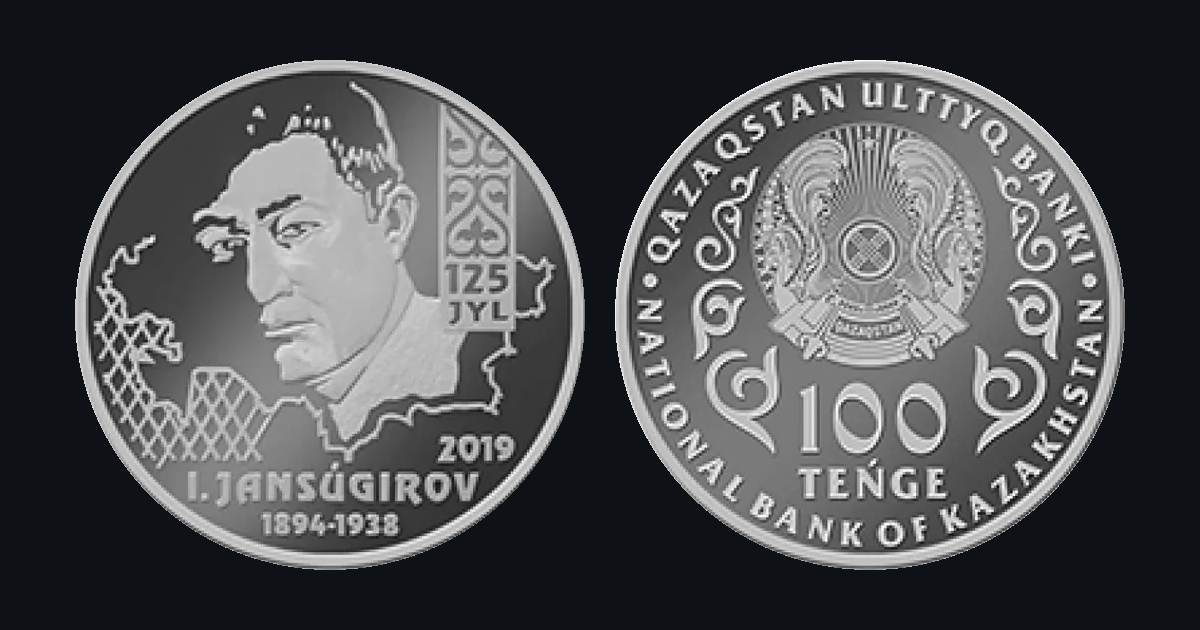 125
JYL
2019
I. JANSÚGIROV
1894-1938
QAZAQSTAN ULTTYQ BANKI
QAZAQSTAN
100
TEŃGE
NATIONAL BANK OF KAZAKHSTAN